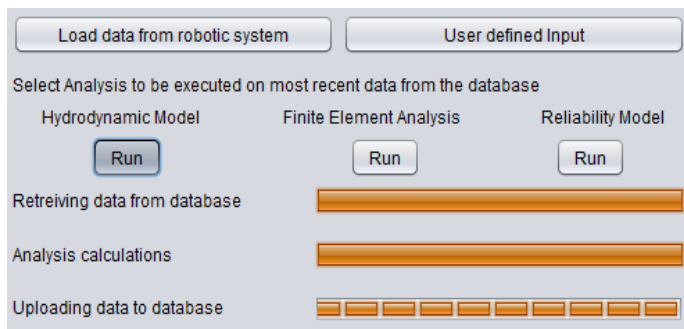 Load data from robotic system User defined Input
Select Analysis to be executed on most recent data from the database
Hydrodynamic Model Finite Element Analysis Reliability Model
Run Run Run
Retreiving data from database
Analysis calculations
Uploading data to database